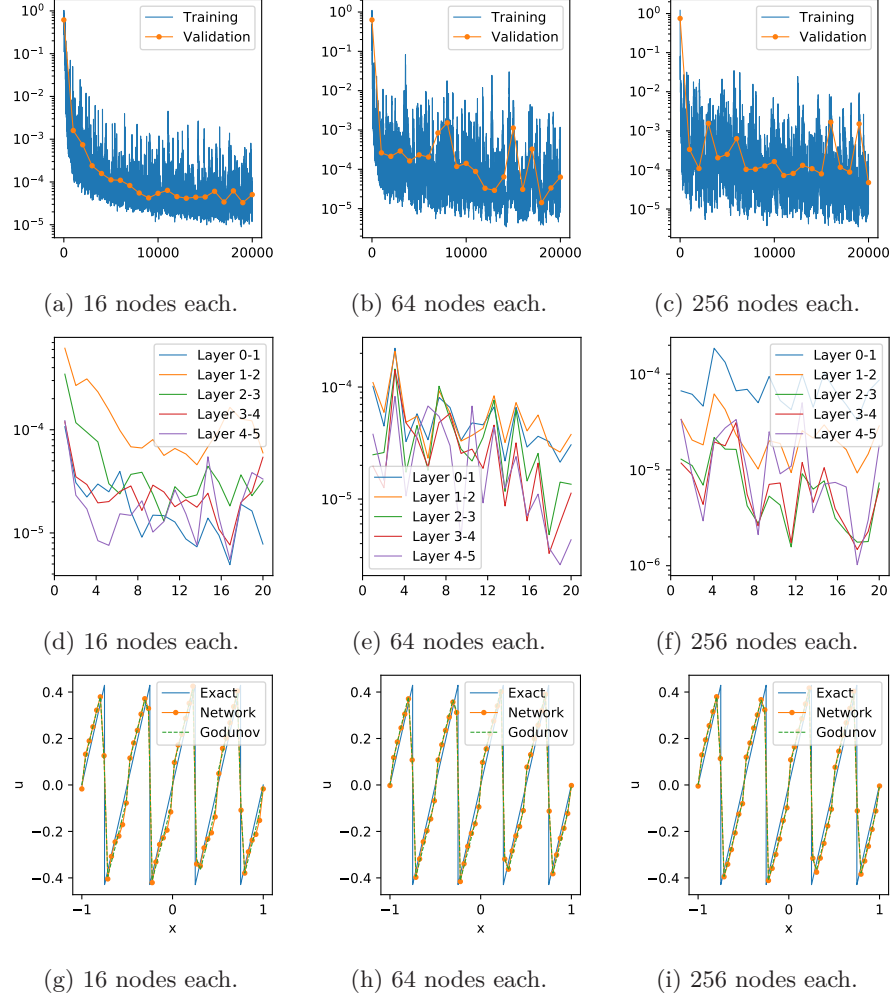 10^0
10^-1
10^-2
10^-3
10^-4
10^-5
0 10000 20000
Training
Validation
(a) 16 nodes each.
10^0
10^-1
10^-2
10^-3
10^-4
10^-5
0 10000 20000
Training
Validation
(b) 64 nodes each.
10^0
10^-1
10^-2
10^-3
10^-4
10^-5
0 10000 20000
Training
Validation
(c) 256 nodes each.
10^-4
10^-5
0 4 8 12 16 20
Layer 0-1
Layer 1-2
Layer 2-3
Layer 3-4
Layer 4-5
(d) 16 nodes each.
10^-4
10^-5
0 4 8 12 16 20
Layer 0-1
Layer 1-2
Layer 2-3
Layer 3-4
Layer 4-5
(e) 64 nodes each.
10^-4
10^-5
10^-6
0 4 8 12 16 20
Layer 0-1
Layer 1-2
Layer 2-3
Layer 3-4
Layer 4-5
(f) 256 nodes each.
u
0.4
0.2
0.0
−0.2
−0.4
−1 0 1
x
Exact
Network
Godunov
(g) 16 nodes each.
u
0.4
0.2
0.0
−0.2
−0.4
−1 0 1
x
Exact
Network
Godunov
(h) 64 nodes each.
u
0.4
0.2
0.0
−0.2
−0.4
−1 0 1
x
Exact
Network
Godunov
(i) 256 nodes each.